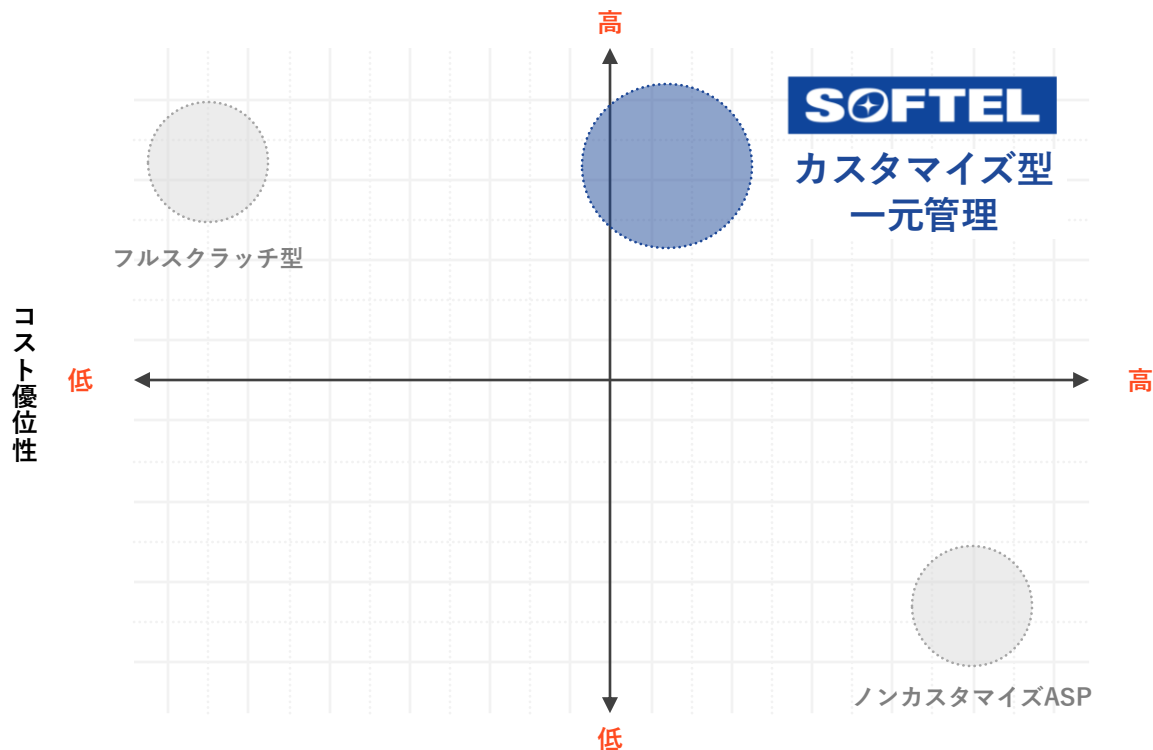 高
SOFTEL
カスタマイズ型
一元管理
フルスクラッチ型
コスト優位性
低
高
ノンカスタマイズASP
低